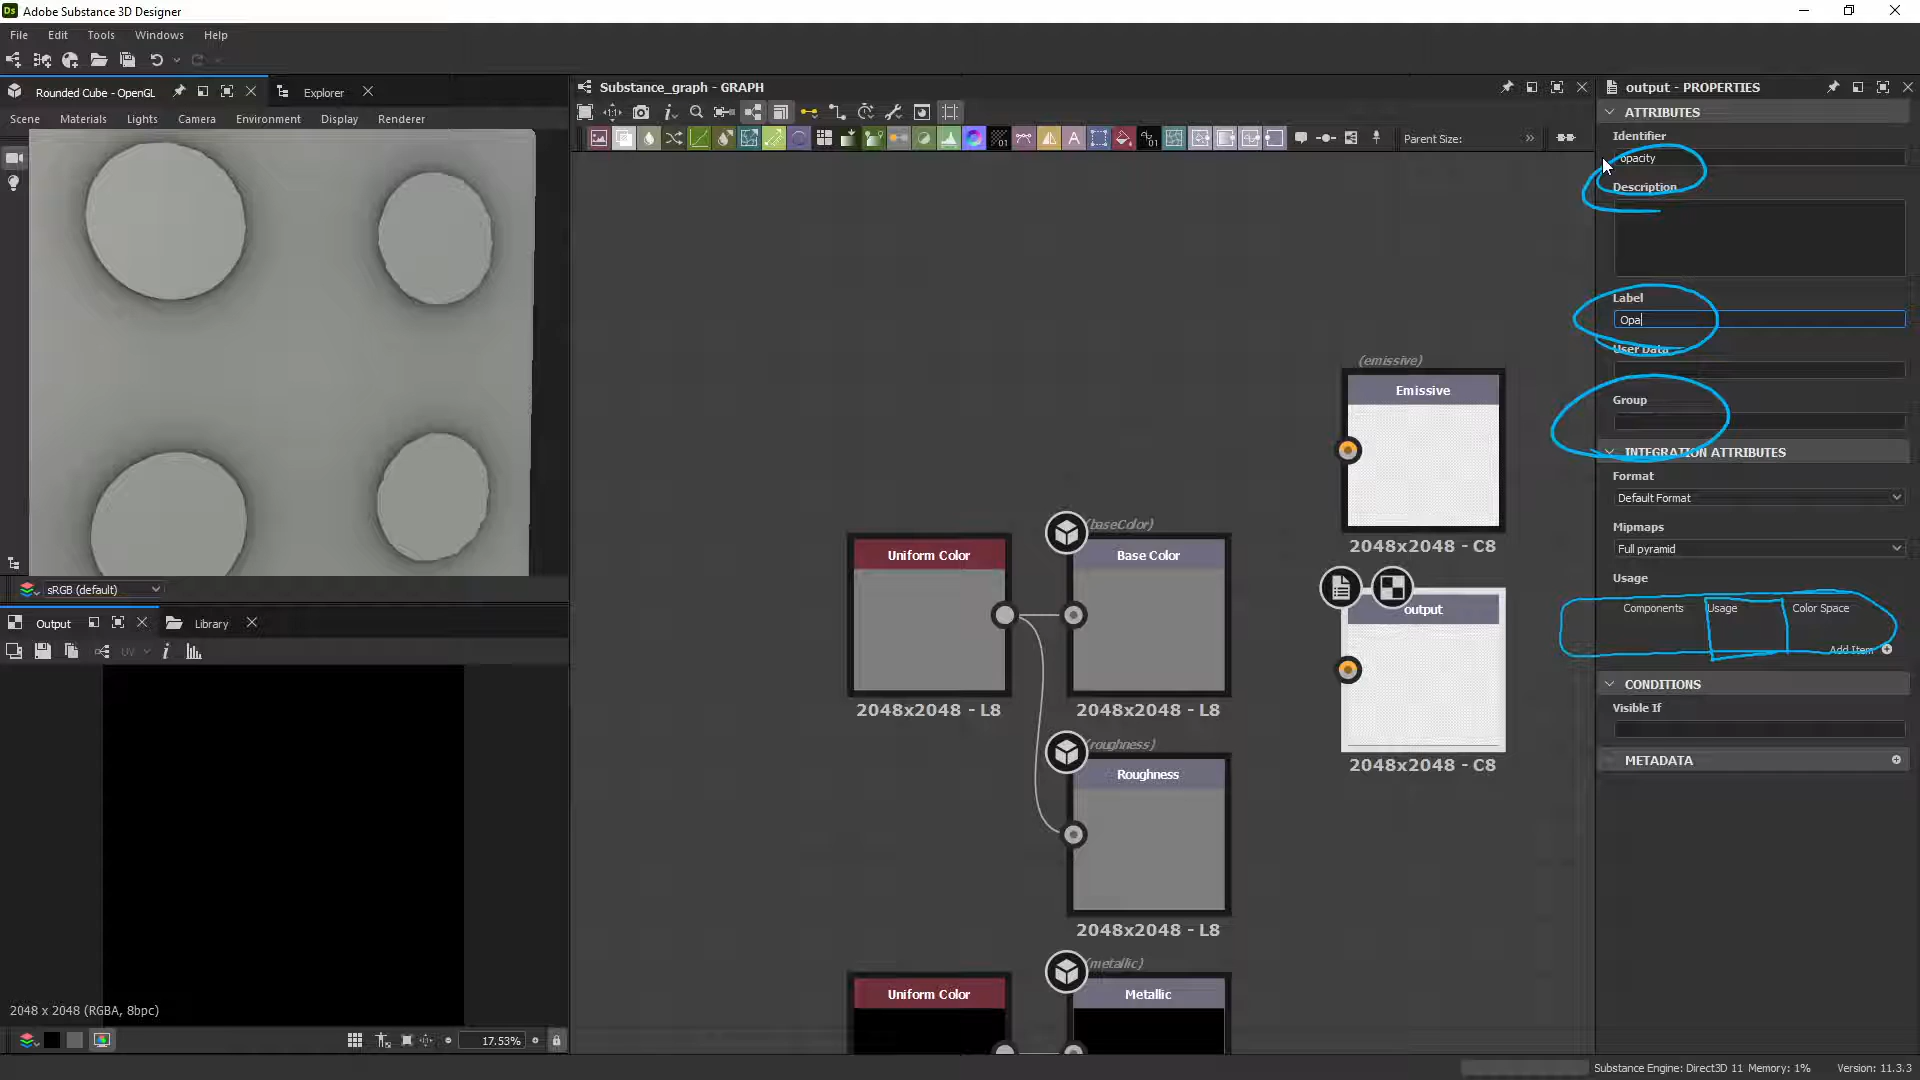 Ds Adobe Substance 3D Designer
File Edit Tools Windows Help
Rounded Cube - OpenGL
Explorer
Scene Materials Lights Camera Environment Display Renderer
sRGB (default)
Output
Library
UV
2048 x 2048 (RGBA, 8bpc)
17.53%
Substance_graph - GRAPH
Parent Size:
(emissive)
Emissive
2048x2048 - C8
output
2048x2048 - C8
Uniform Color
2048x2048 - L8
(baseColor)
Base Color
2048x2048 - L8
(roughness)
Roughness
2048x2048 - L8
Uniform Color
(metallic)
Metallic
output - PROPERTIES
ATTRIBUTES
Identifier
opacity
Description
Label
Opa
User Data
Group
INTEGRATION ATTRIBUTES
Format
Default Format
Mipmaps
Full pyramid
Usage
Components Usage Color Space
Add Item
CONDITIONS
Visible If
METADATA
Substance Engine: Direct3D 11 Memory: 1% Version: 11.3.3